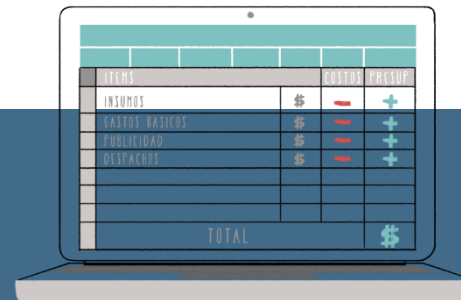 ITEMS COSTOS PRESUP
INSUMOS $ - +
GASTOS BASICOS $ - +
PUBLICIDAD $ - +
DESPACHOS $ - +
TOTAL $